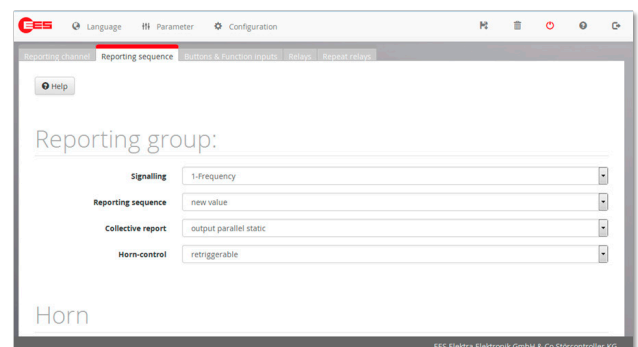 EES Language Parameter Configuration
Reporting channel Reporting sequence Buttons & Function inputs Relays Repeat relays
Help
Reporting group:
Signalling 1-Frequency
Reporting sequence new value
Collective report output parallel static
Horn-control retriggerable
Horn
EES Elektra Elektronik GmbH & Co Störcontroller KG